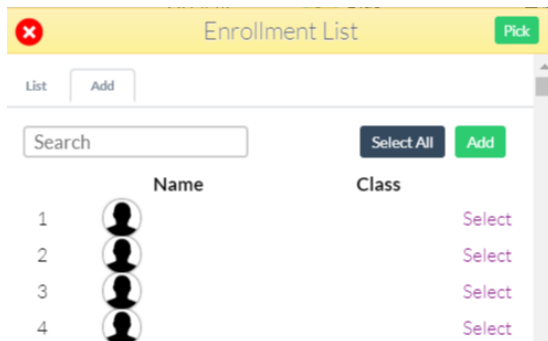 Enrollment List Pick
List Add
Search Select All Add
Name Class
1 Select
2 Select
3 Select
4 Select